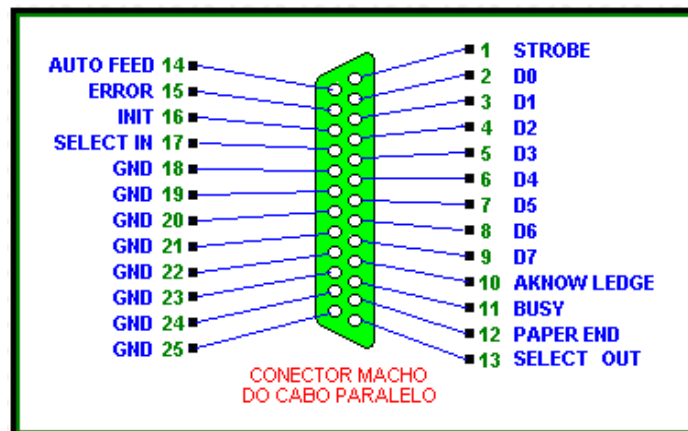 AUTO FEED 14
ERROR 15
INIT 16
SELECT IN 17
GND 18
GND 19
GND 20
GND 21
GND 22
GND 23
GND 24
GND 25
1 STROBE
2 D0
3 D1
4 D2
5 D3
6 D4
7 D5
8 D6
9 D7
10 AKNOW LEDGE
11 BUSY
12 PAPER END
13 SELECT OUT
CONECTOR MACHO
DO CABO PARALELO